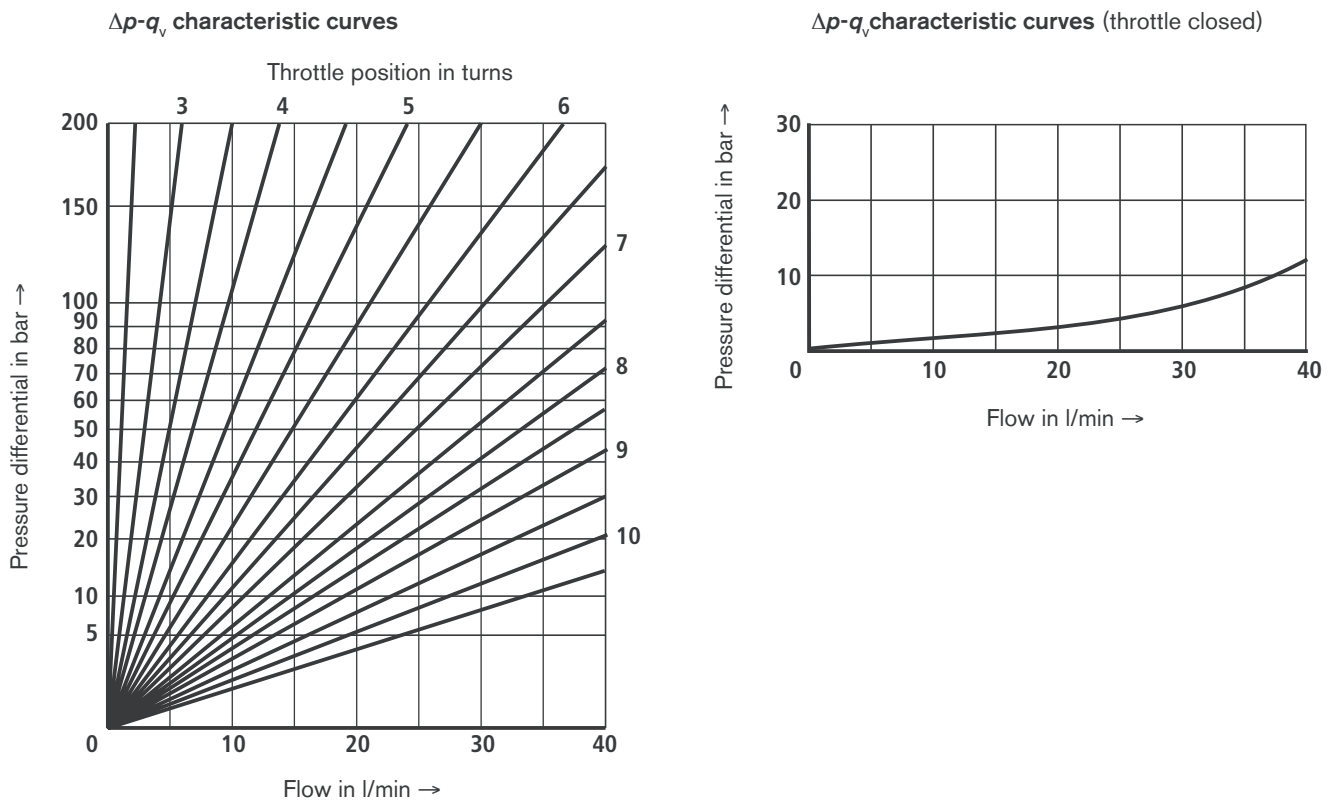 Δp-qv characteristic curves
Throttle position in turns
3 4 5 6
200
150
100
90
80
70
60
50
40
30
20
10
5
7
8
9
10
0 10 20 30 40
Pressure differential in bar →
Flow in l/min →
Δp-qv characteristic curves (throttle closed)
30
20
10
0 10 20 30 40
Pressure differential in bar →
Flow in l/min →